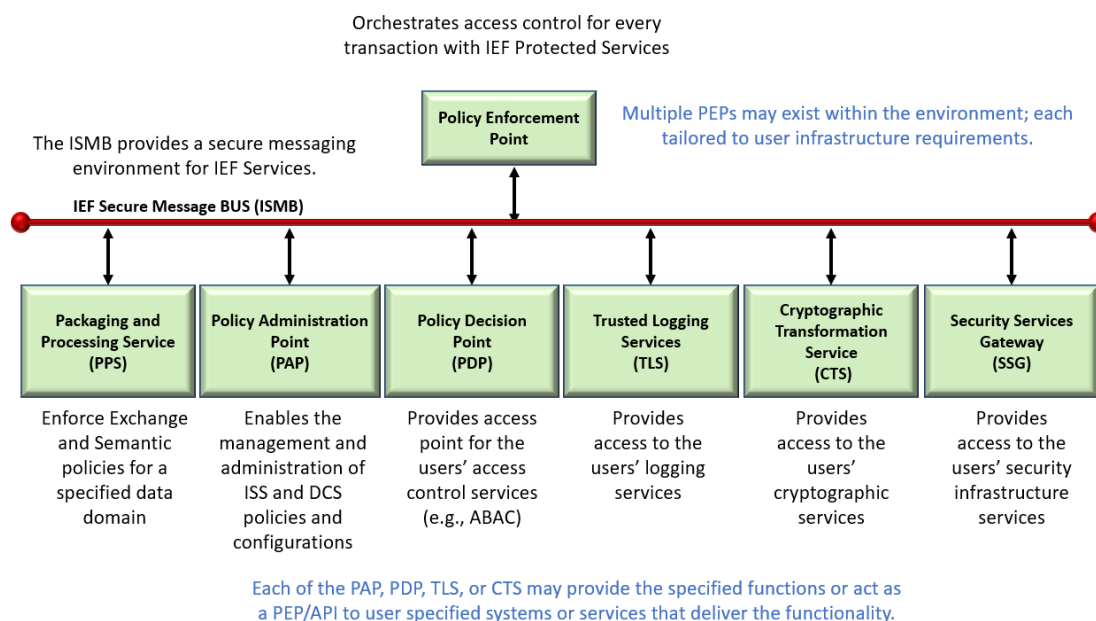 Orchestrates access control for every
transaction with IEF Protected Services
Policy Enforcement
Point
Multiple PEPs may exist within the environment; each
tailored to user infrastructure requirements.
The ISMB provides a secure messaging
environment for IEF Services.
IEF Secure Message BUS (ISMB)
Packaging and
Processing Service
(PPS)
Policy Administration
Point
(PAP)
Policy Decision
Point
(PDP)
Trusted Logging
Services
(TLS)
Cryptographic
Transformation
Service
(CTS)
Security Services
Gateway
(SSG)
Enforce Exchange
and Semantic
policies for a
specified data
domain
Enables the
management and
administration of
ISS and DCS
policies and
configurations
Provides access
point for the
users’ access
control services
(e.g., ABAC)
Provides
access to the
users’ logging
services
Provides
access to the
users’
cryptographic
services
Provides
access to the
users’ security
infrastructure
services
Each of the PAP, PDP, TLS, or CTS may provide the specified functions or act as
a PEP/API to user specified systems or services that deliver the functionality.